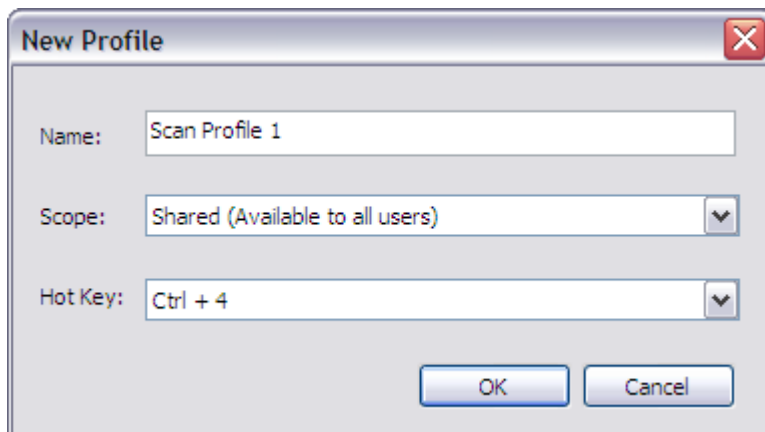 New Profile
Name: Scan Profile 1
Scope: Shared (Available to all users)
Hot Key: Ctrl + 4
OK Cancel